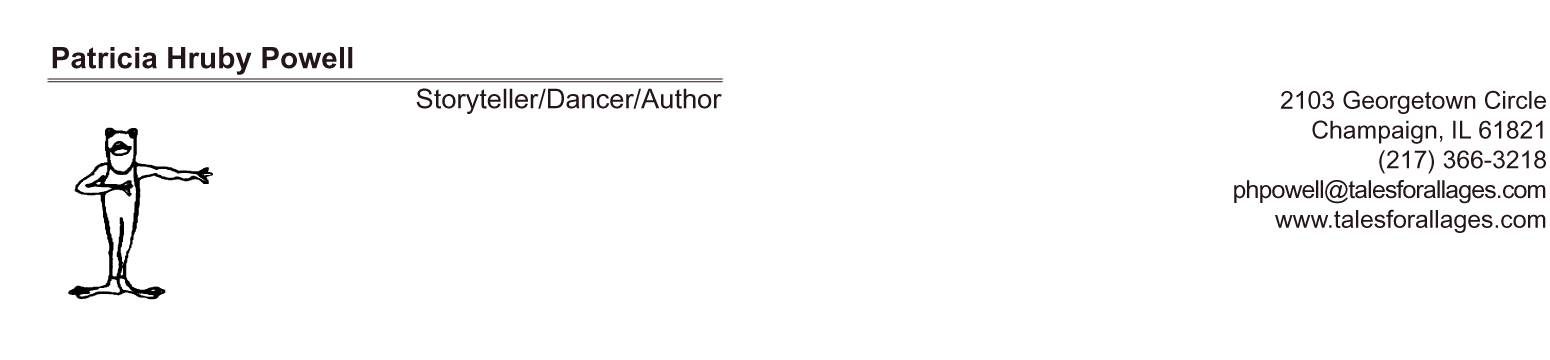 Patricia Hruby Powell
Storyteller/Dancer/Author
2103 Georgetown Circle
Champaign, IL 61821
(217) 366-3218
phpowell@talesforallages.com
www.talesforallages.com